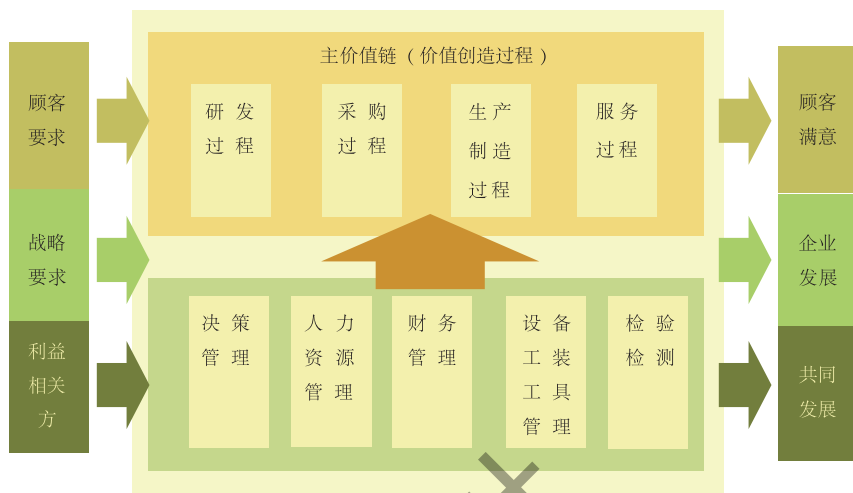 主价值链（价值创造过程）
顾客
要求
研发
过程
采购
过程
生产
制造
过程
服务
过程
顾客
满意
战略
要求
企业
发展
利益
相关
方
决策
管理
人力
资源
管理
财务
管理
设备
工装
工具
管理
检验
检测
共同
发展